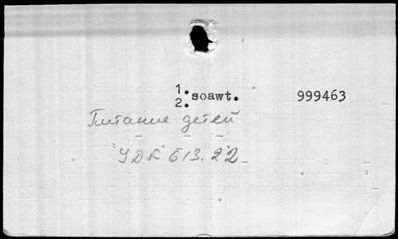 1. soawt. 999463
2.
Питание детей
УДК 613.22